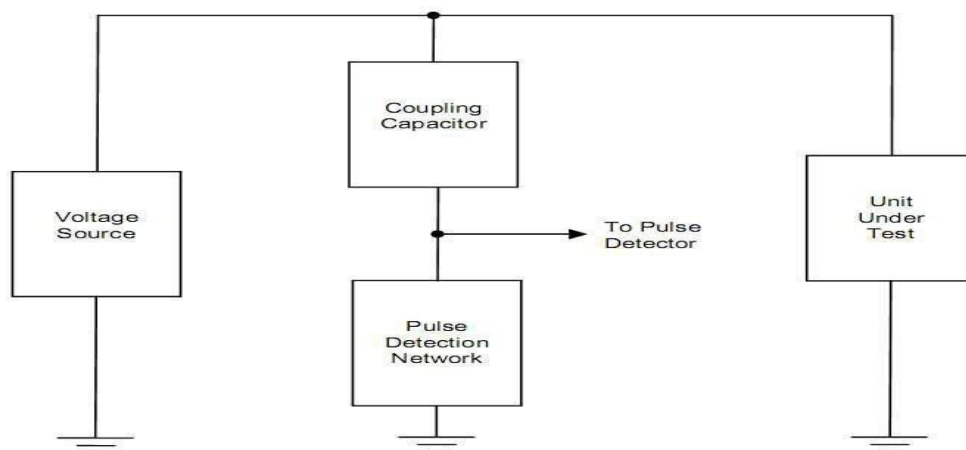 Coupling
Capacitor
Voltage
Source
To Pulse
Detector
Unit
Under
Test
Pulse
Detection
Network